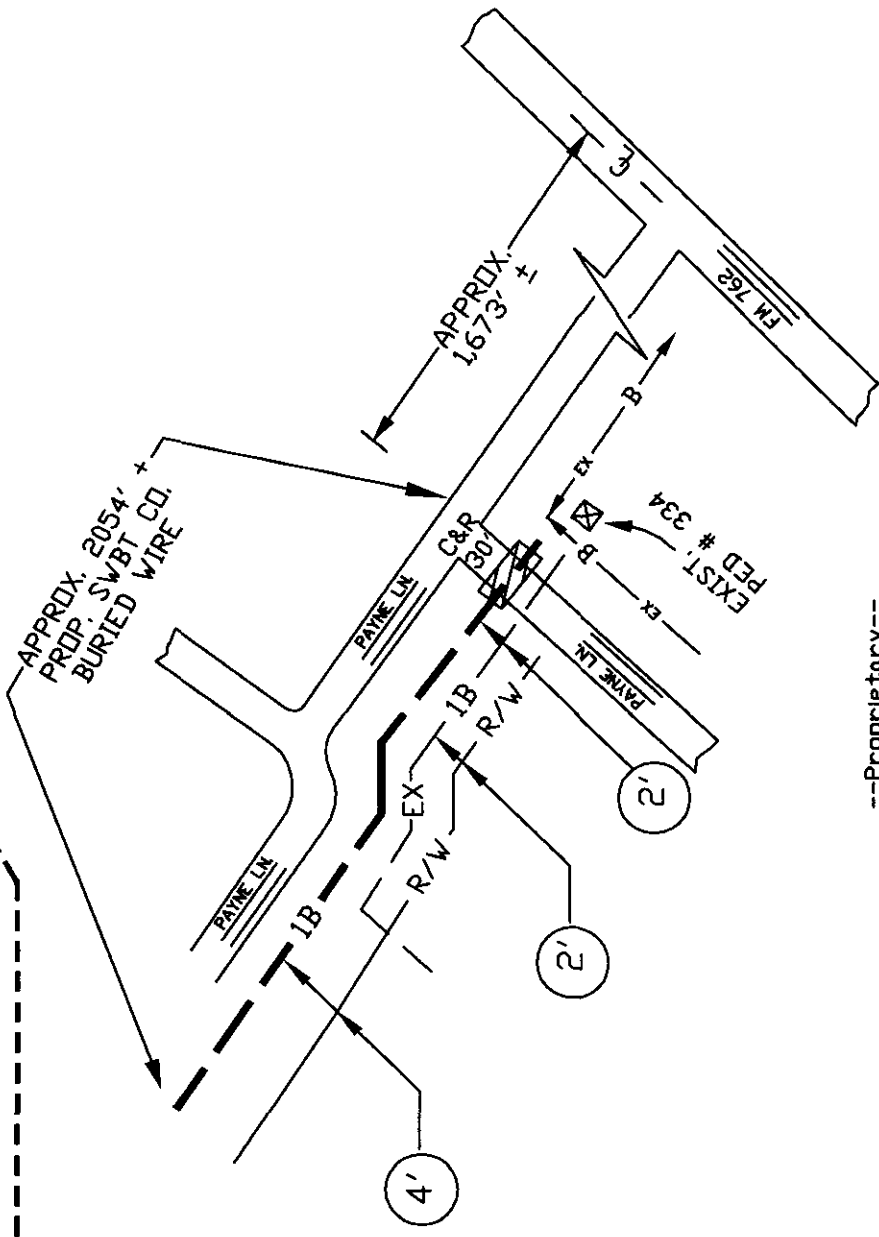 APPROX. 2054' +
PROP. SWBT CO.
BURIED WIRE
APPROX.
1,673' ±
CL
FM 762
PAYNE LN.
PAYNE LN.
C&R
30'
B
EX
B
EX
EXIST.
PED # 334
PAYNE LN.
1B
EX
1B
R/W
R/W
4'
2'
2'
--Proprietary--